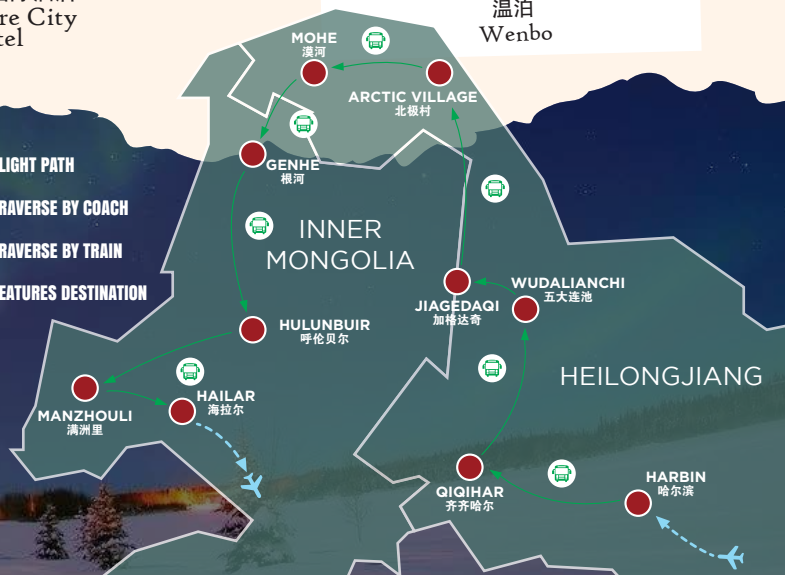 re City
tel
温泊
Wenbo
MOHE
漠河
ARCTIC VILLAGE
北极村
LIGHT PATH
GENHE
根河
RAVERSE BY COACH
INNER
MONGOLIA
RAVERSE BY TRAIN
EATURES DESTINATION
JIAGEDAQI
加格达奇
WUDALIANCHI
五大连池
HULUNBUIR
呼伦贝尔
HEILONGJIANG
MANZHOULI
满洲里
HAILAR
海拉尔
QIQIHAR
齐齐哈尔
HARBIN
哈尔滨